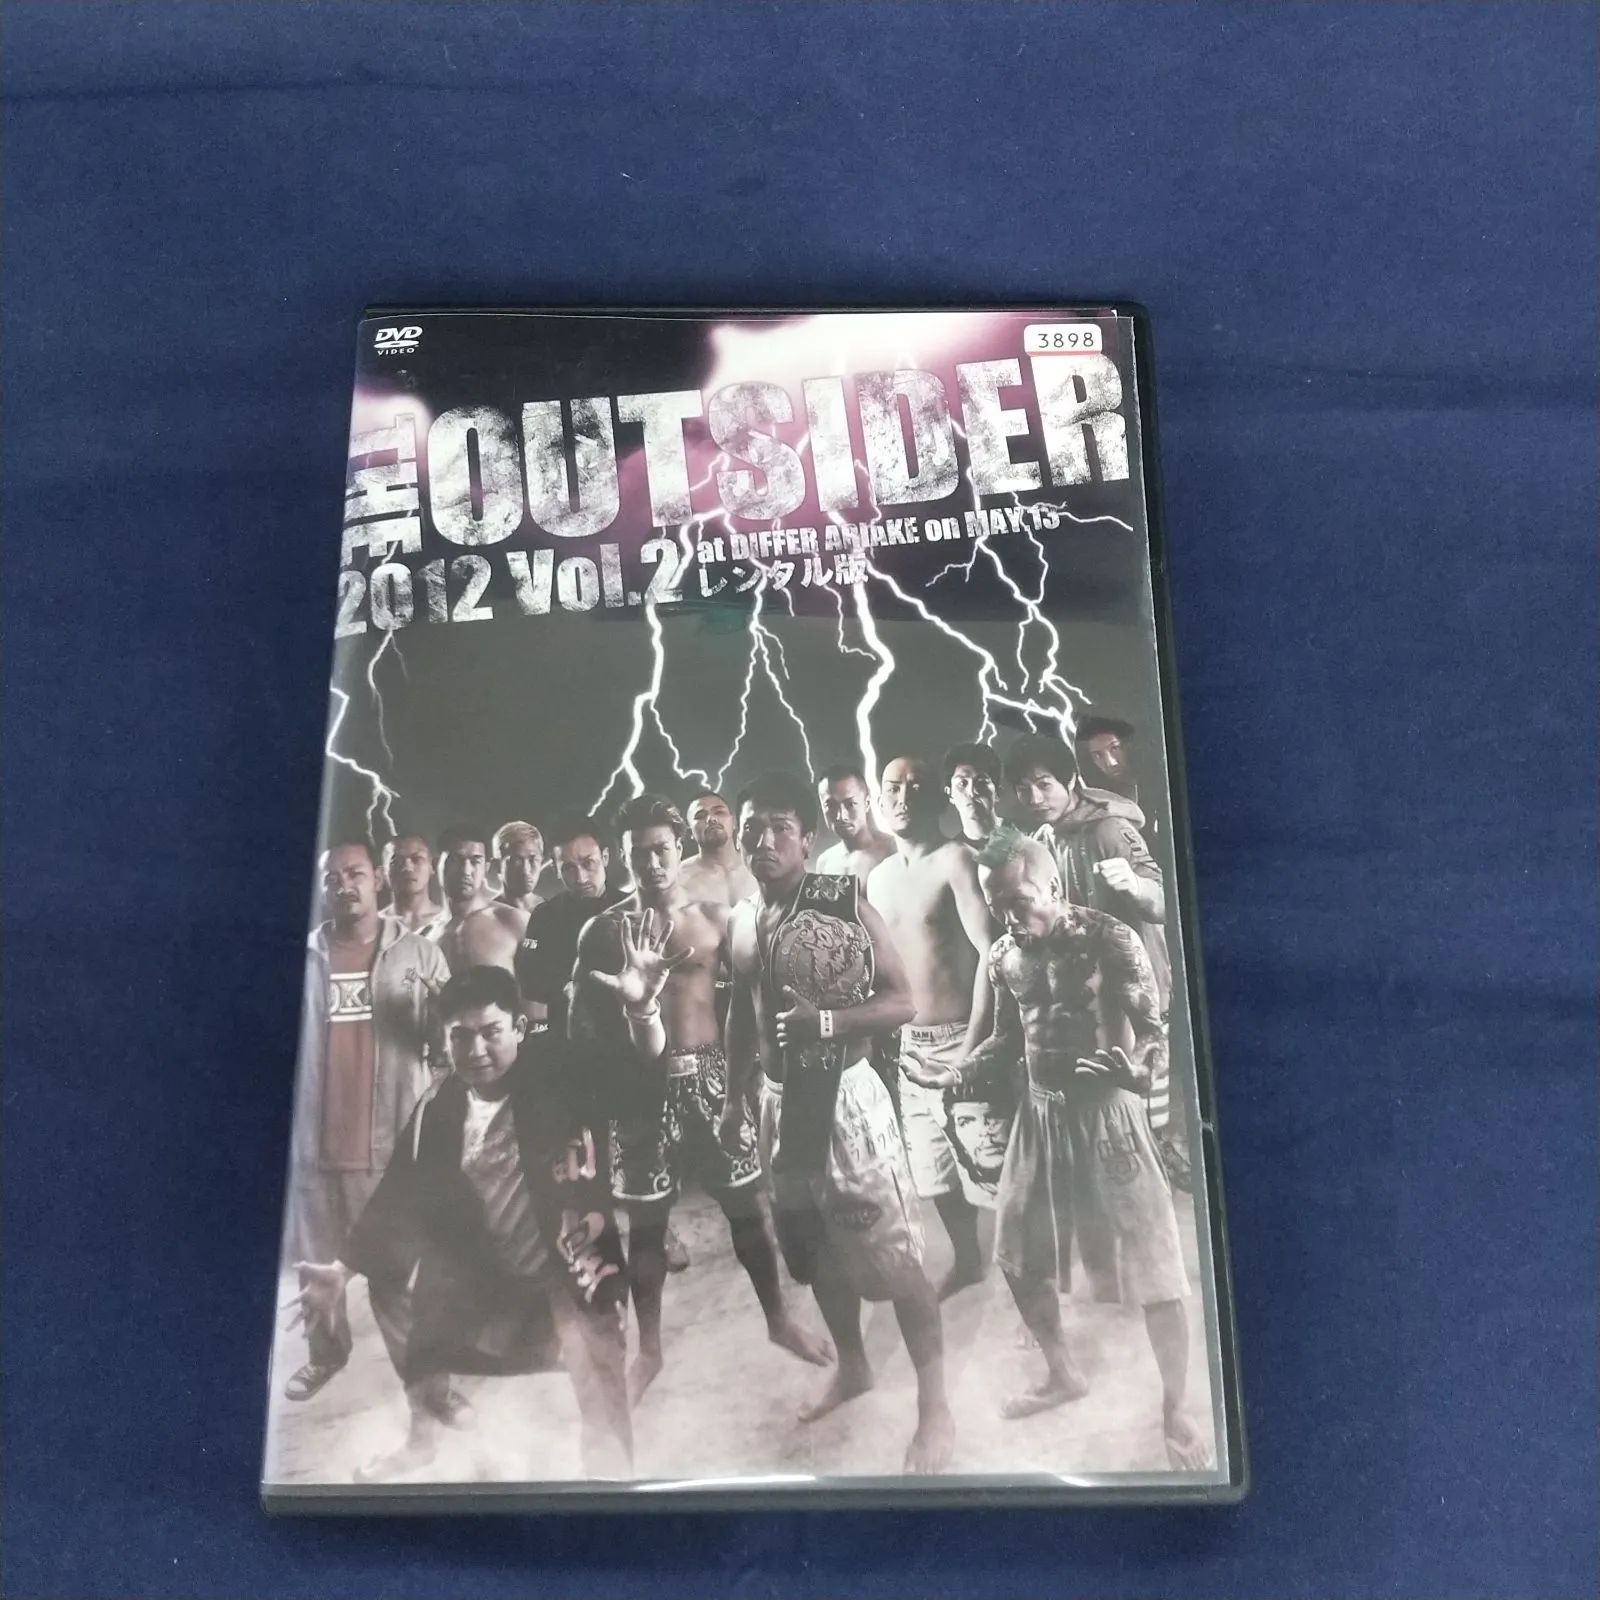 DVD
VIDEO
3898
THE OUTSIDER
2012 Vol.2 at DIFFER ARIAKE on MAY.13
レンタル版